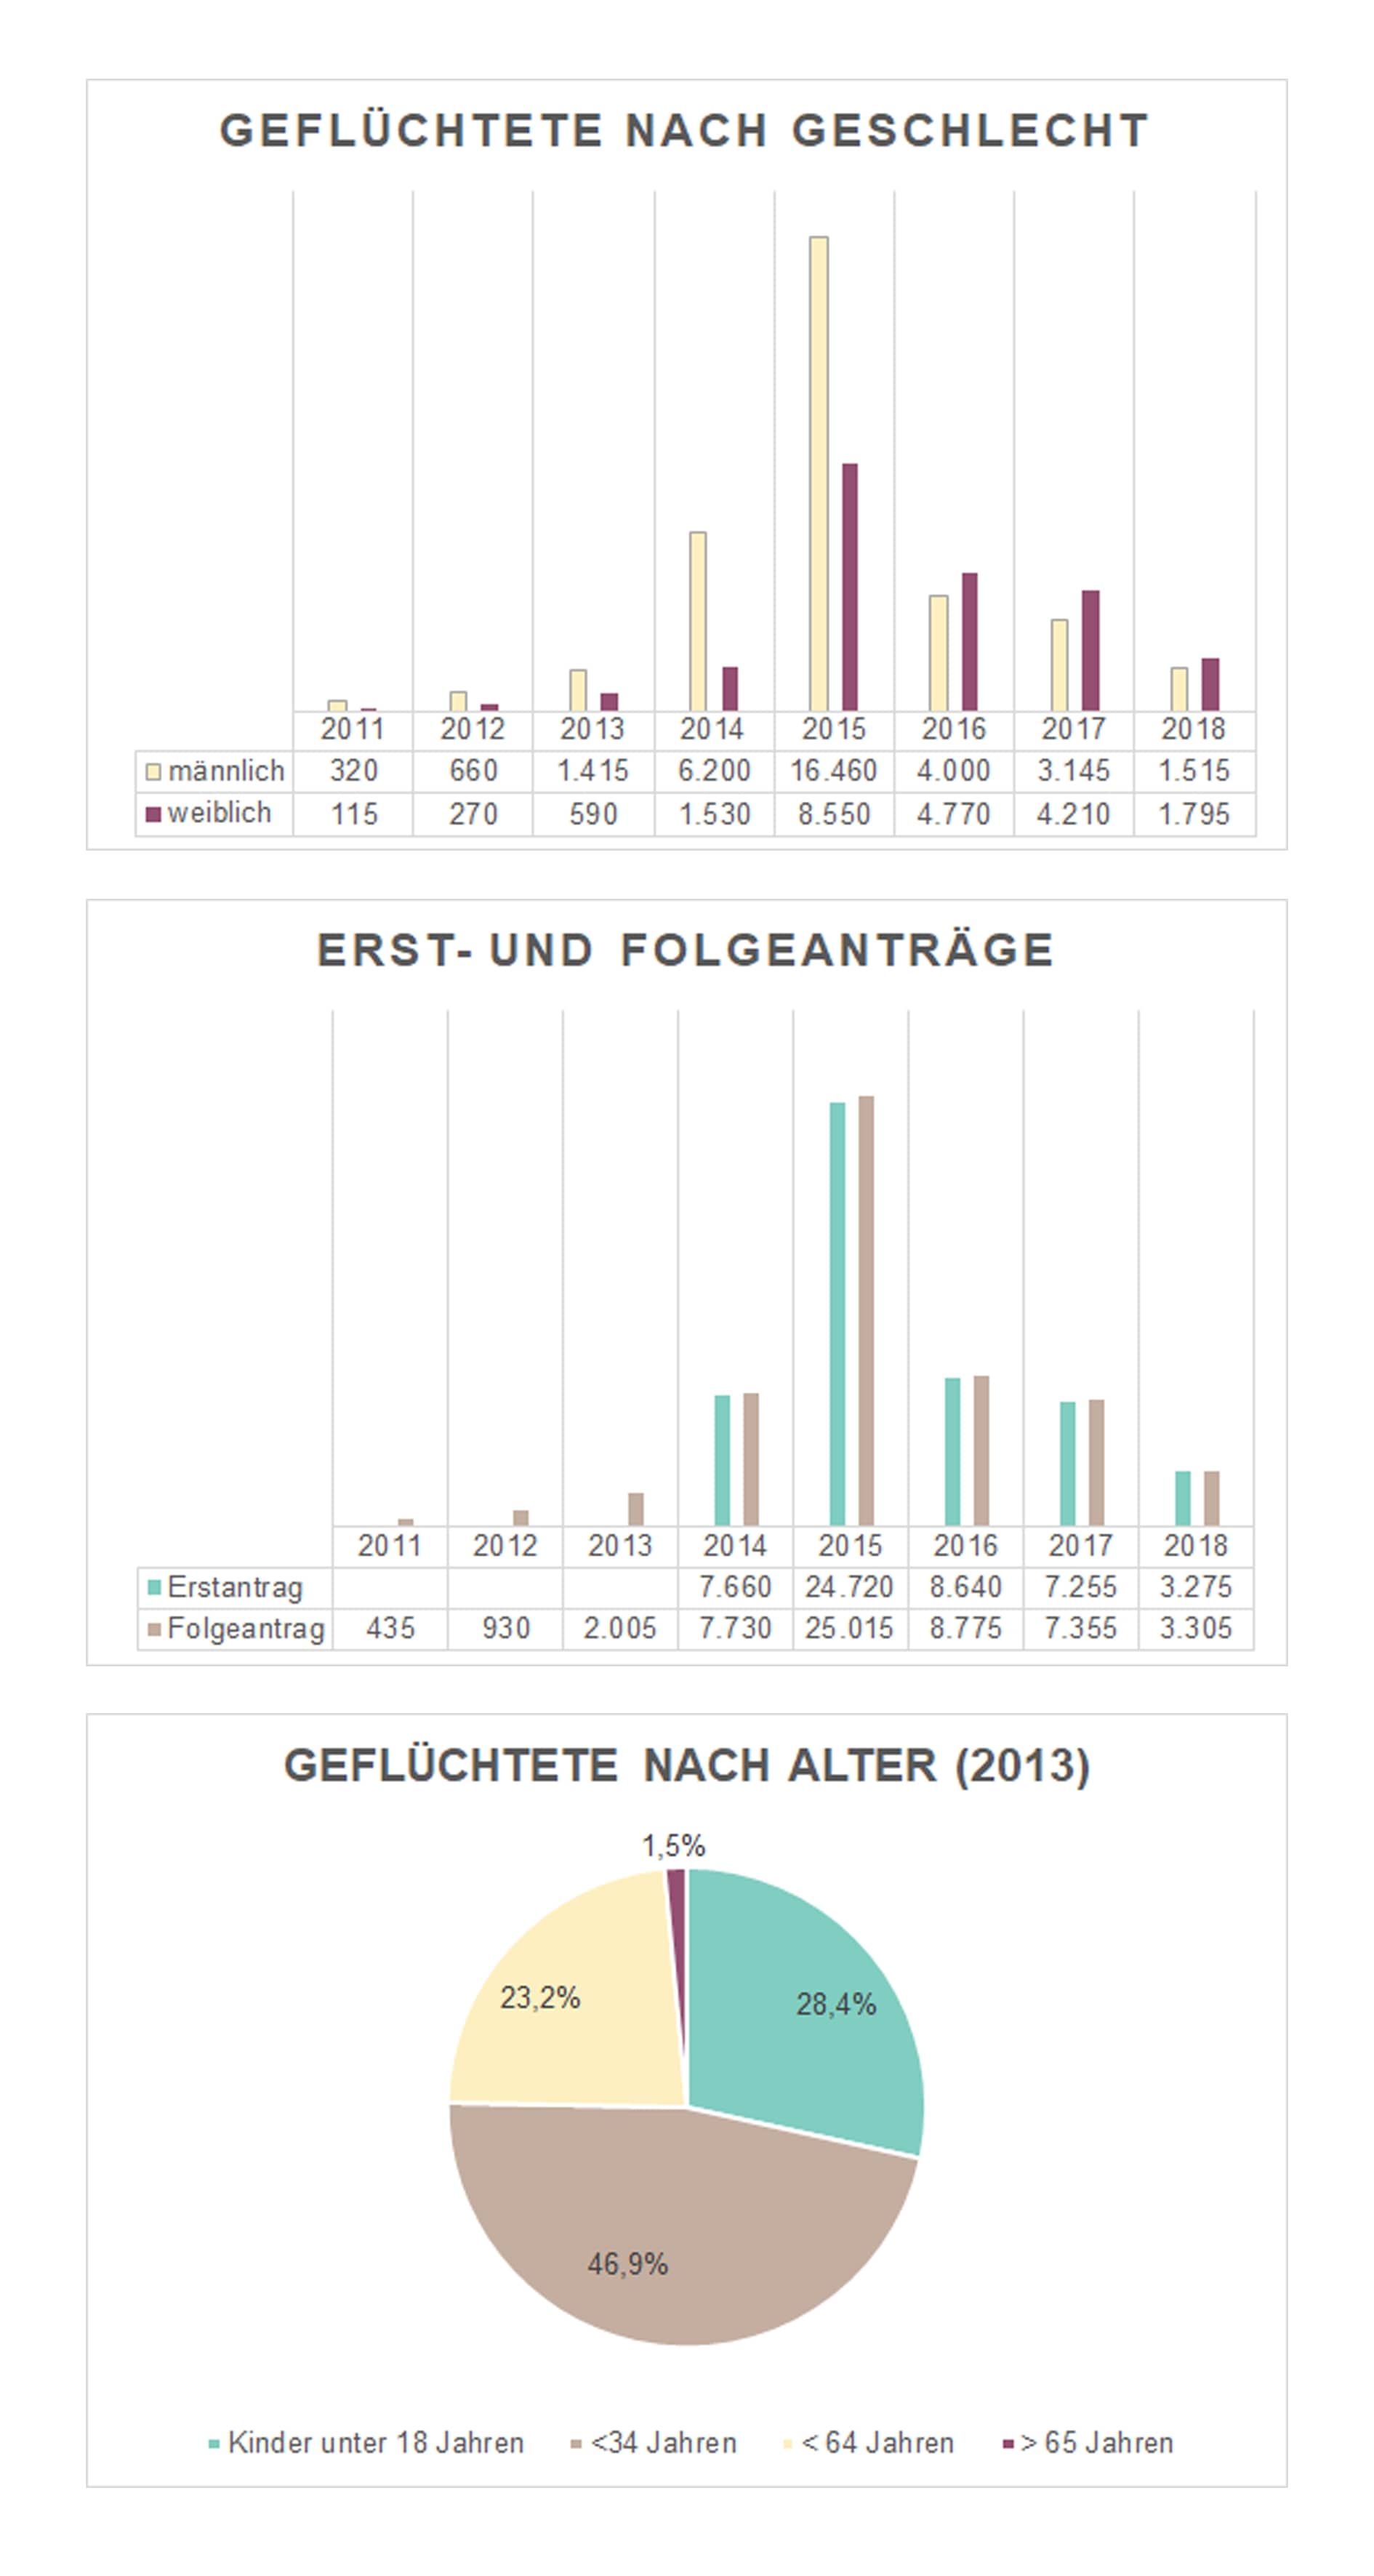 GEFLÜCHTETE NACH GESCHLECHT
2011 2012 2013 2014 2015 2016 2017 2018
männlich 320 660 1.415 6.200 16.460 4.000 3.145 1.515
weiblich 115 270 590 1.530 8.550 4.770 4.210 1.795
ERST- UND FOLGEANTRÄGE
2011 2012 2013 2014 2015 2016 2017 2018
Erstantrag 7.660 24.720 8.640 7.255 3.275
Folgeantrag 435 930 2.005 7.730 25.015 8.775 7.355 3.305
GEFLÜCHTETE NACH ALTER (2013)
1,5%
23,2%
28,4%
46,9%
Kinder unter 18 Jahren <34 Jahren < 64 Jahren > 65 Jahren